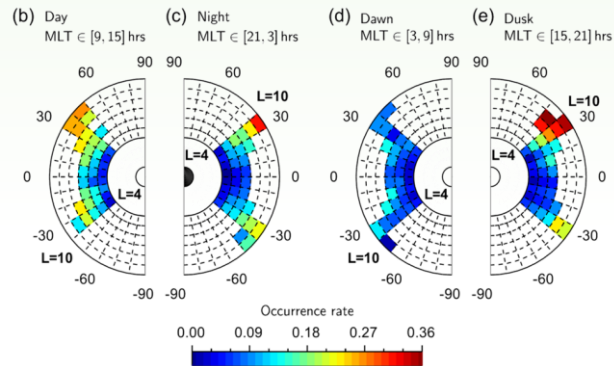 (b) Day
MLT ∈ [9, 15] hrs
(c) Night
MLT ∈ [21, 3] hrs
(d) Dawn
MLT ∈ [3, 9] hrs
(e) Dusk
MLT ∈ [15, 21] hrs
90 90 90 90
60 60 60 60
L=10 L=10
30 30 30 30
L=4 L=4 L=4 L=4
0 0 0 0
-30 -30 -30 -30
L=10 L=10
-60 -60 -60 -60
-90 -90 -90 -90
Occurrence rate
0.00 0.09 0.18 0.27 0.36